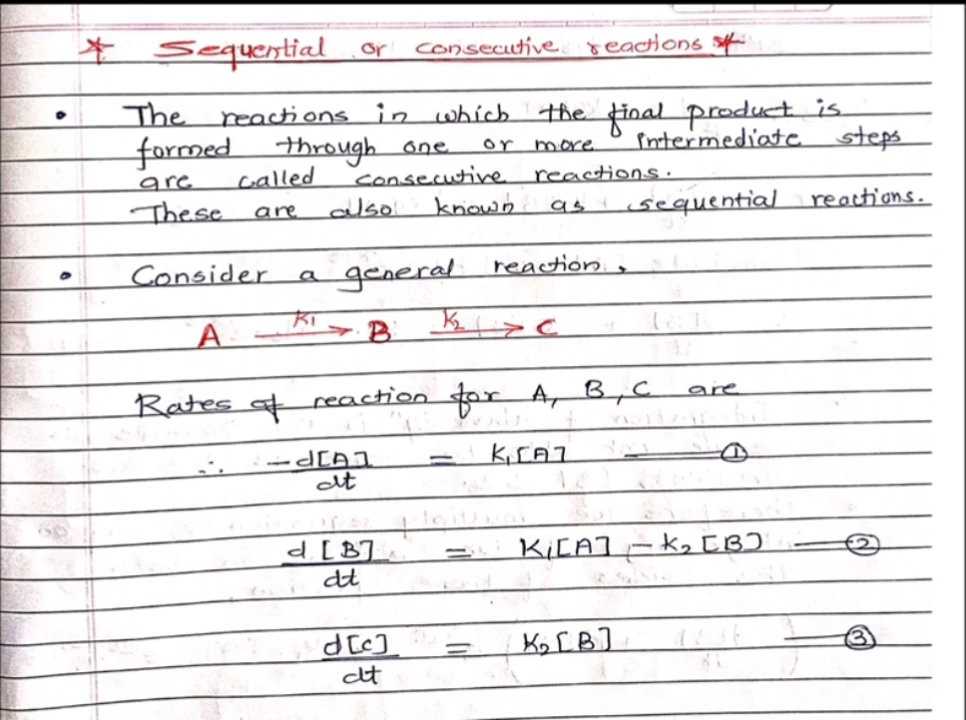 * Sequential or consecutive reactions *
• The reactions in which the final product is
formed through one or more intermediate steps
are called consecutive reactions.
These are also known as sequential reactions.
• Consider a general reaction,
A K1→ B K2→ C
Rates of reaction for A, B, C are
∴ -d[A]/dt = K1[A] — ①
d[B]/dt = K1[A] - K2[B] — ②
d[C]/dt = K2[B] — ③